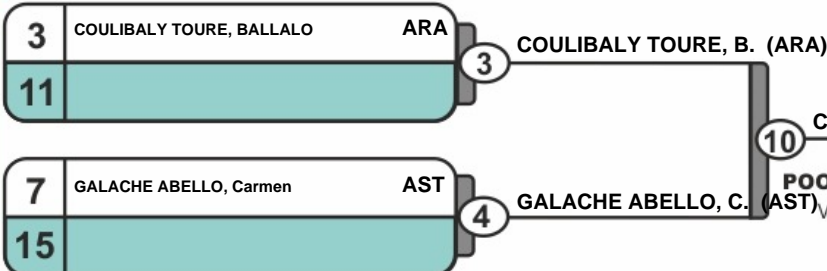 3 COULIBALY TOURE, BALLALO ARA
11
3
COULIBALY TOURE, B. (ARA)
10
7 GALACHE ABELLO, Carmen AST
15
4
GALACHE ABELLO, C. (AST)